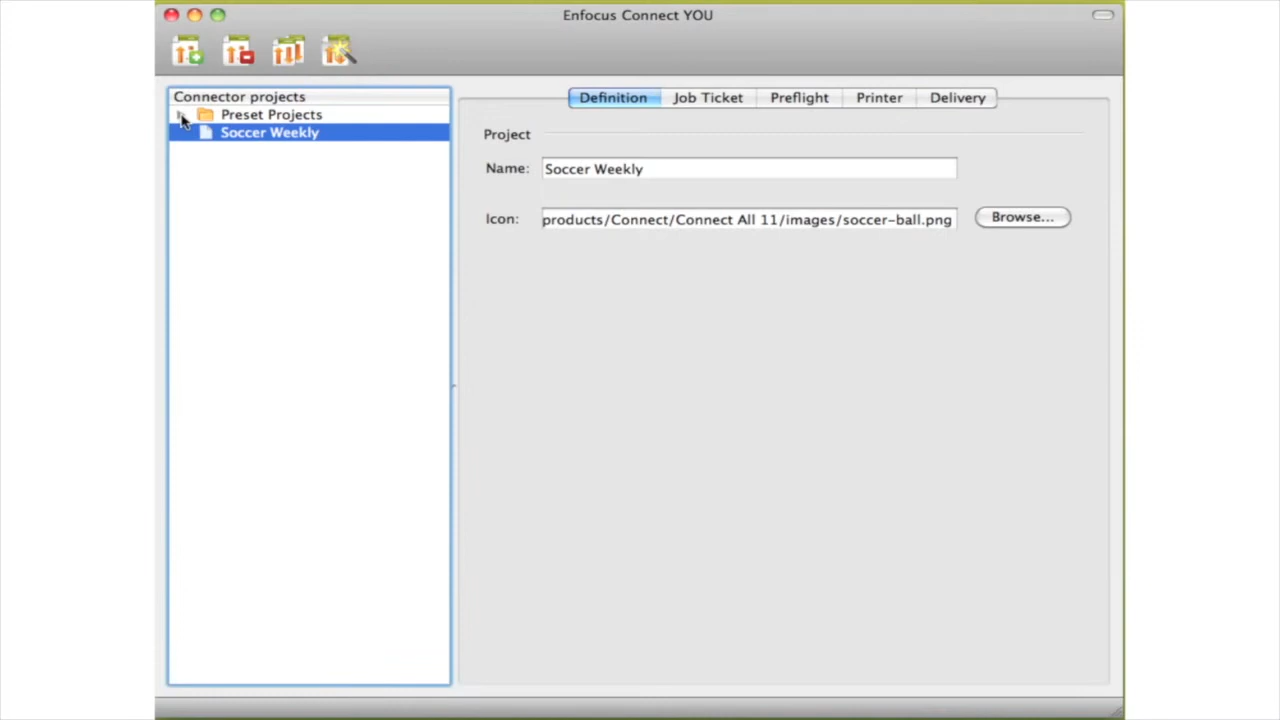 Enfocus Connect YOU
Connector projects
Preset Projects
Soccer Weekly
Definition
Job Ticket
Preflight
Printer
Delivery
Project
Name: Soccer Weekly
Icon: products/Connect/Connect All 11/images/soccer-ball.png Browse...